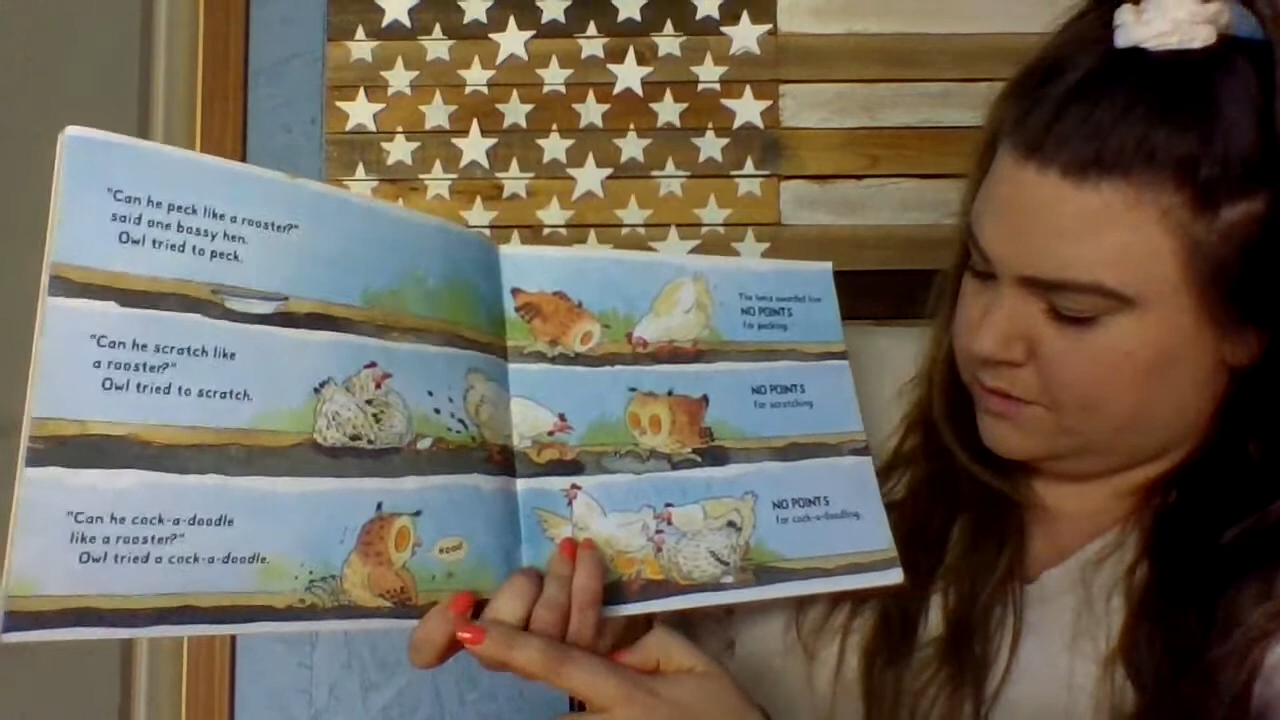 "Can he peck like a rooster?"
said one bossy hen.
Owl tried to peck.
The hens awarded him
NO POINTS
for pecking.
"Can he scratch like
a rooster?"
Owl tried to scratch.
NO POINTS
for scratching.
"Can he cock-a-doodle
like a rooster?"
Owl tried a cock-a-doodle.
HOOO!
NO POINTS
for cock-a-doodling.